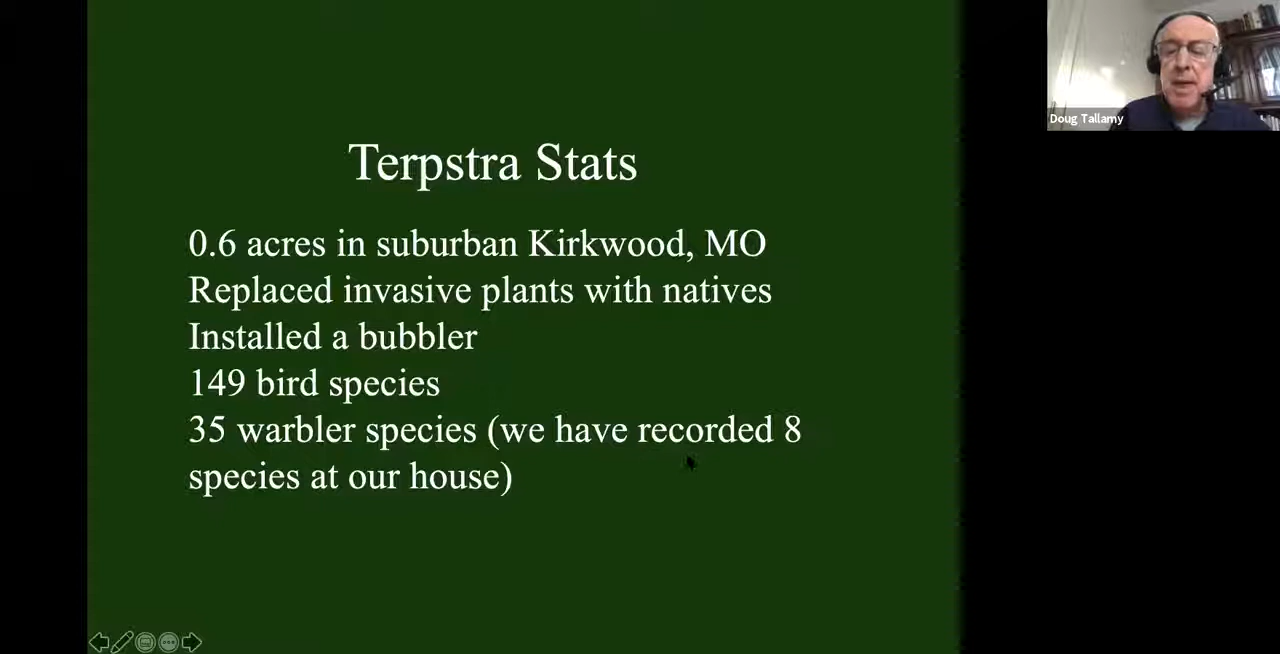 Terpstra Stats
0.6 acres in suburban Kirkwood, MO
Replaced invasive plants with natives
Installed a bubbler
149 bird species
35 warbler species (we have recorded 8
species at our house)
Doug Tallamy